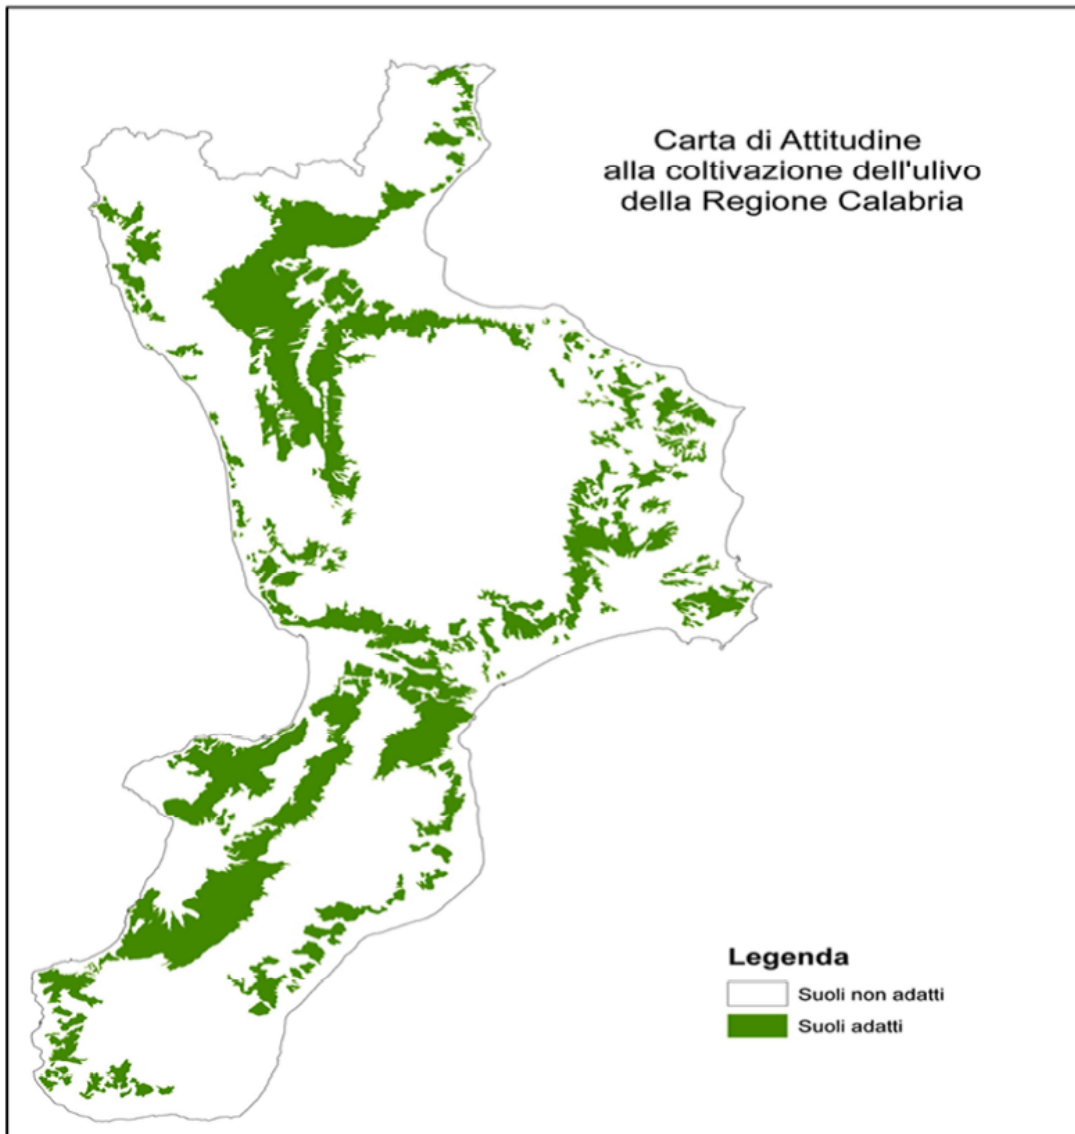 Carta di Attitudine
alla coltivazione dell'ulivo
della Regione Calabria
Legenda
Suoli non adatti
Suoli adatti